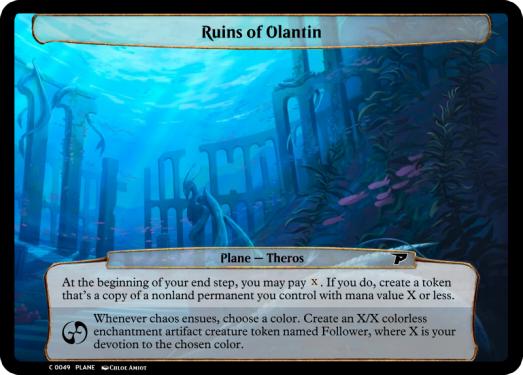 Ruins of Olantin
Plane — Theros
At the beginning of your end step, you may pay X. If you do, create a token
that's a copy of a nonland permanent you control with mana value X or less.
Whenever chaos ensues, choose a color. Create an X/X colorless
enchantment artifact creature token named Follower, where X is your
devotion to the chosen color.
C 0049 PLANE Chloe Amiot